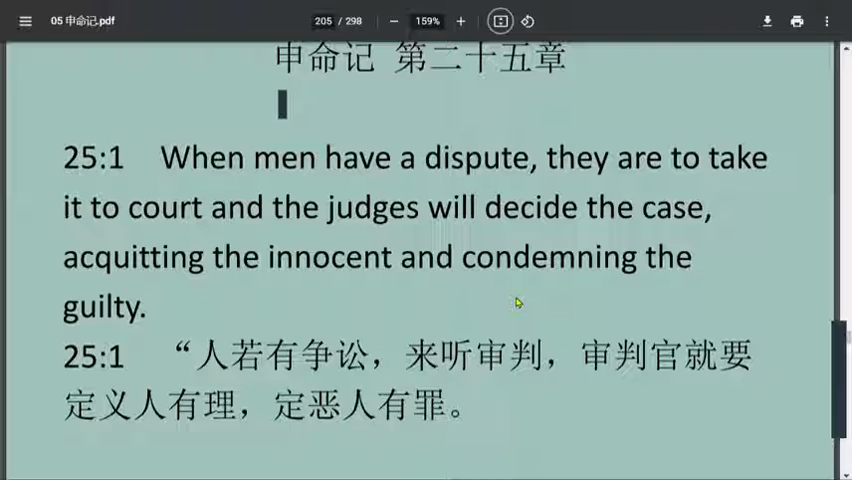 05 申命记.pdf
205 / 298
159%
申命记 第二十五章
25:1 When men have a dispute, they are to take
it to court and the judges will decide the case,
acquitting the innocent and condemning the
guilty.
25:1 “人若有争讼，来听审判，审判官就要
定义人有理，定恶人有罪。